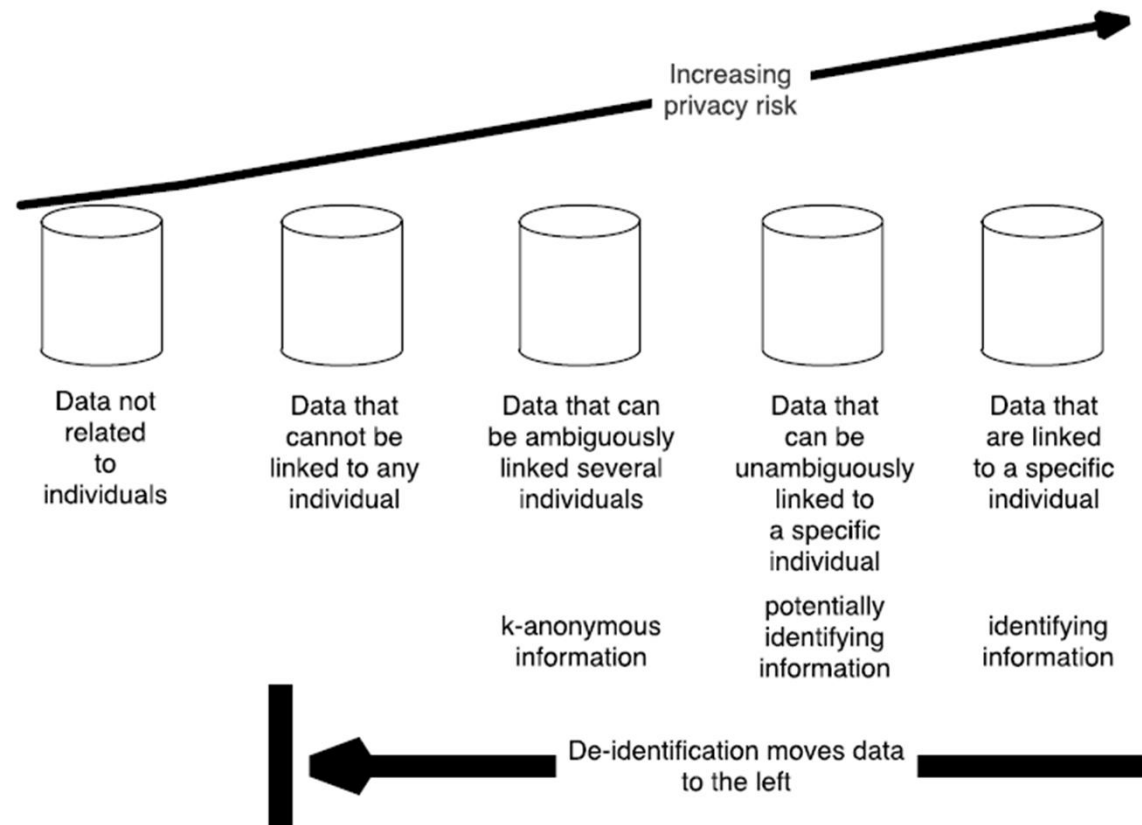 Increasing
privacy risk
Data not
related
to
individuals
Data that
cannot be
linked to any
individual
Data that can
be ambiguously
linked several
individuals
Data that
can be
unambiguously
linked to
a specific
individual
Data that
are linked
to a specific
individual
k-anonymous
information
potentially
identifying
information
identifying
information
De-identification moves data
to the left